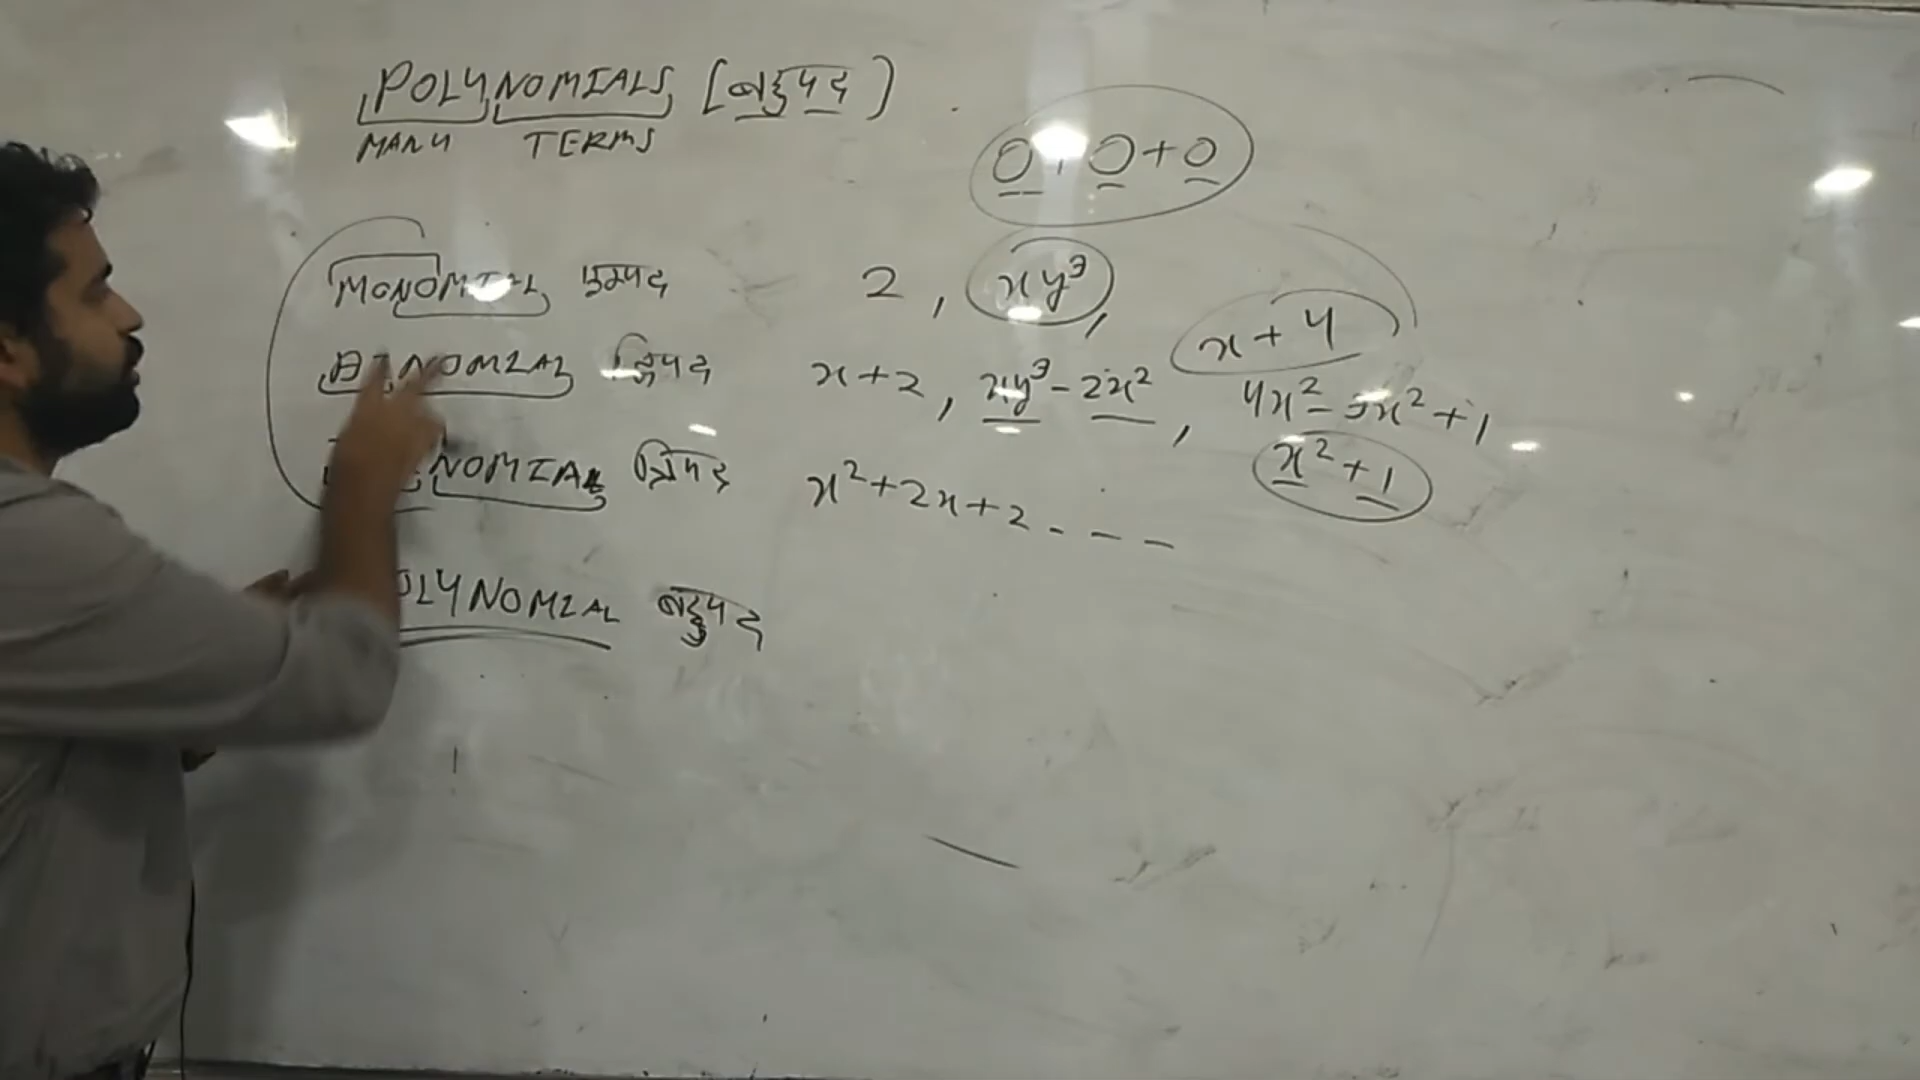 POLYNOMIALS [बहुपद]
MANY TERMS
0 + 0 + 0
MONOMIAL एकपद 2, xy³,
x + 4
BINOMIAL द्विपद x+2, xy³ - 2x², 4x² - 3x² + 1
x² + 1
NOMIAL त्रिपद x² + 2x + 2 - - -
OLYNOMIAL बहुपद